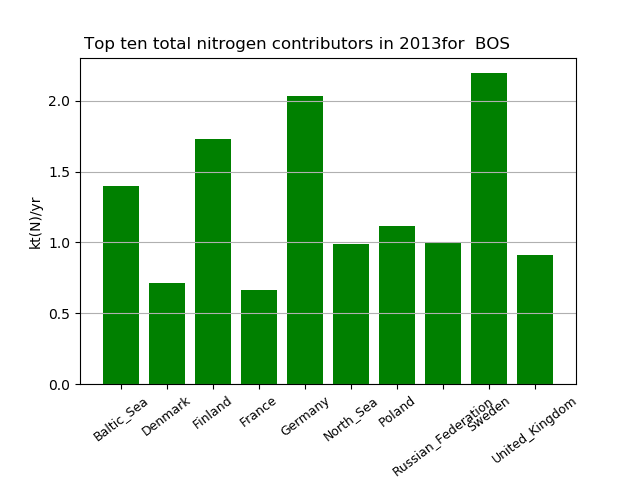 Top ten total nitrogen contributors in 2013for  BOS
kt(N)/yr
2.0
1.5
1.0
0.5
0.0
Baltic_Sea
Denmark
Finland
France
Germany
North_Sea
Poland
Russian_Federation
Sweden
United_Kingdom